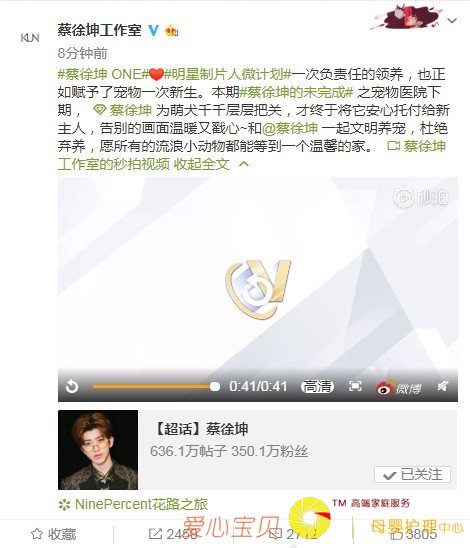 KUN
蔡徐坤工作室
8分钟前
#蔡徐坤 ONE#❤#明星制片人微计划#一次负责任的领养，也正
如赋予了宠物一次新生。本期#蔡徐坤的未完成# 之宠物医院下
期， 蔡徐坤 为萌犬千千层层把关，才终于将它安心托付给新
主人，告别的画面温暖又戳心~和@蔡徐坤 一起文明养宠，杜绝
弃养，愿所有的流浪小动物都能等到一个温馨的家。 蔡徐坤
工作室的秒拍视频 收起全文
秒拍
0:41/0:41
高清
微博
【超话】蔡徐坤
636.1万帖子 350.1万粉丝
已关注
NinePercent花路之旅
TM 高端家庭服务
爱心宝贝
母婴护理中心
收藏
3805